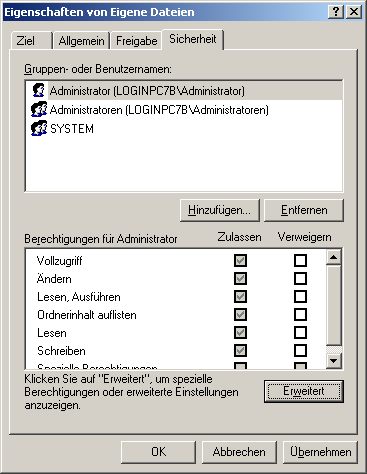 Eigenschaften von Eigene Dateien
Ziel Allgemein Freigabe Sicherheit
Gruppen- oder Benutzernamen:
Administrator (LOGINPC7B\Administrator)
Administratoren (LOGINPC7B\Administratoren)
SYSTEM
Hinzufügen... Entfernen
Berechtigungen für Administrator Zulassen Verweigern
Vollzugriff
Ändern
Lesen, Ausführen
Ordnerinhalt auflisten
Lesen
Schreiben
Spezielle Berechtigungen
Klicken Sie auf "Erweitert", um spezielle
Berechtigungen oder erweiterte Einstellungen
anzuzeigen.
Erweitert
OK Abbrechen Übernehmen